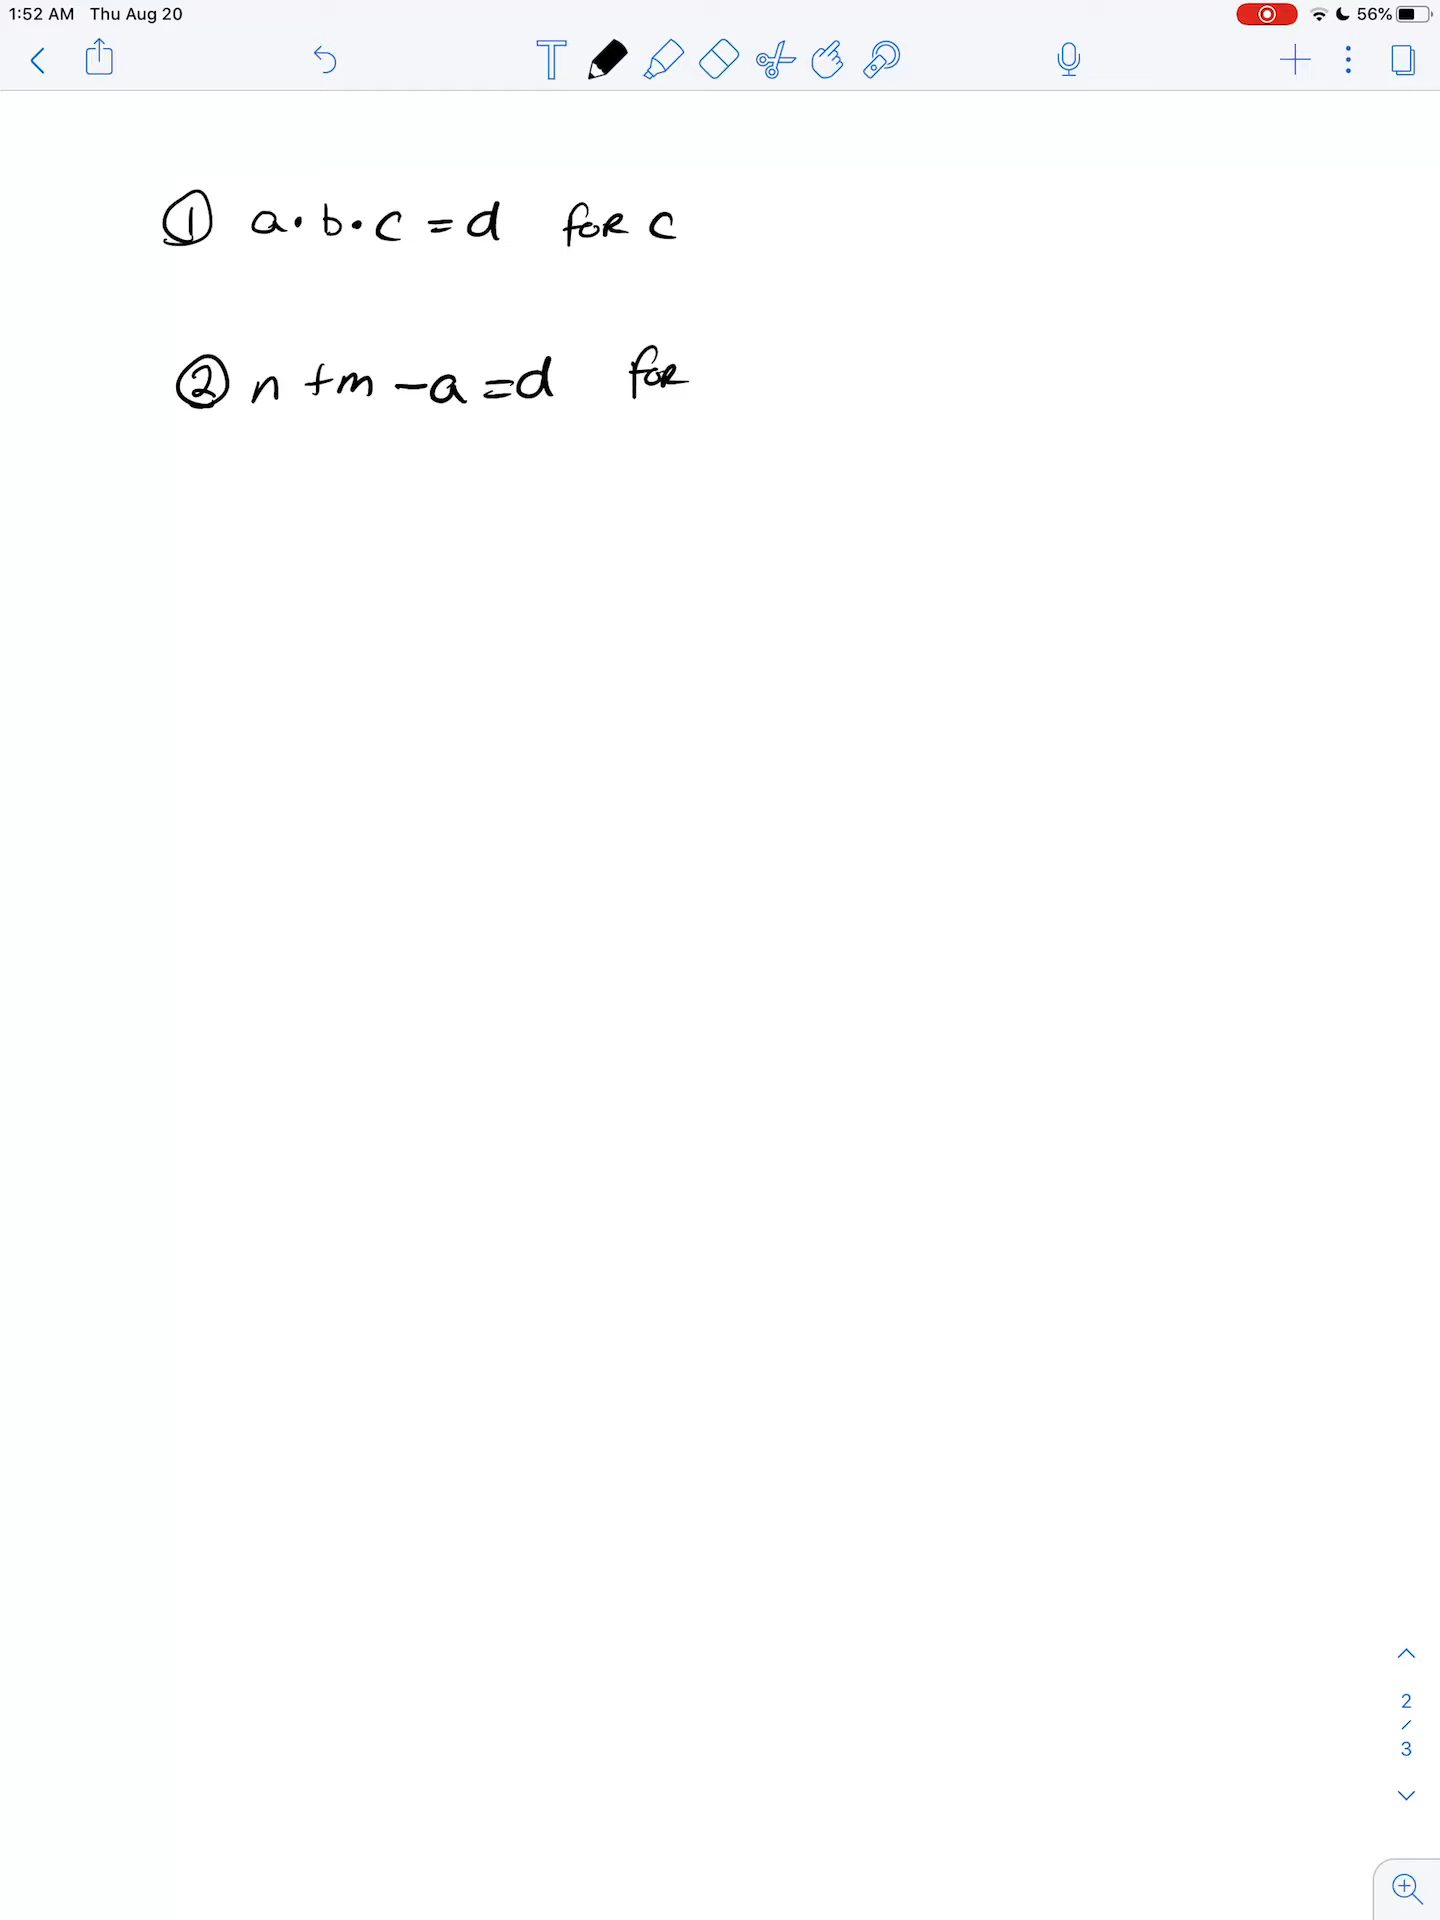 1:52 AM Thu Aug 20 56%
① a·b·c = d for c
② n + m - a = d for
2
/
3